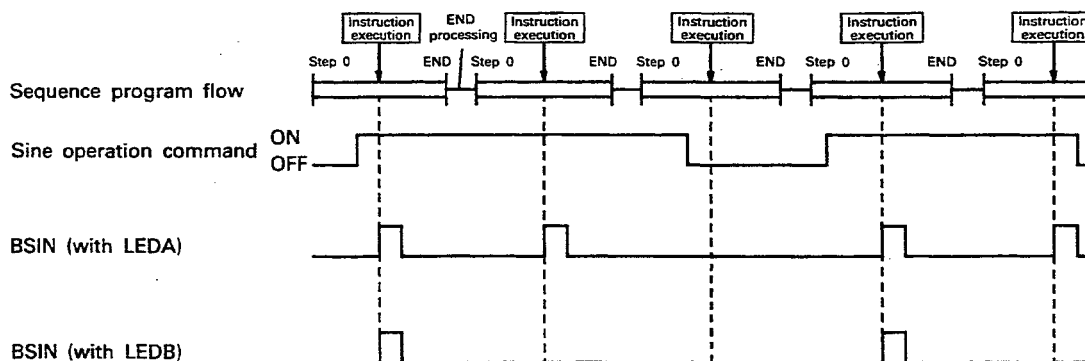 Instruction execution
END processing
Instruction execution
Instruction execution
Instruction execution
Instruction execution
Step 0 END Step 0 END Step 0 END Step 0 END Step 0
Sequence program flow
ON
Sine operation command
OFF
BSIN (with LEDA)
BSIN (with LEDB)